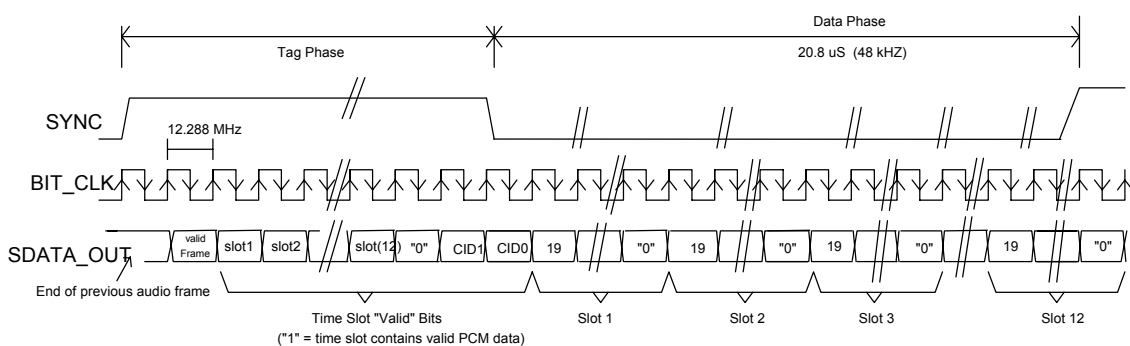 Data Phase
Tag Phase
20.8 uS (48 kHZ)
SYNC
12.288 MHz
BIT_CLK
SDATA_OUT
valid Frame slot1 slot2 slot(12) "0" CID1 CID0 19 "0" 19 "0" 19 "0" 19 "0"
End of previous audio frame
Time Slot "Valid" Bits
("1" = time slot contains valid PCM data)
Slot 1
Slot 2
Slot 3
Slot 12